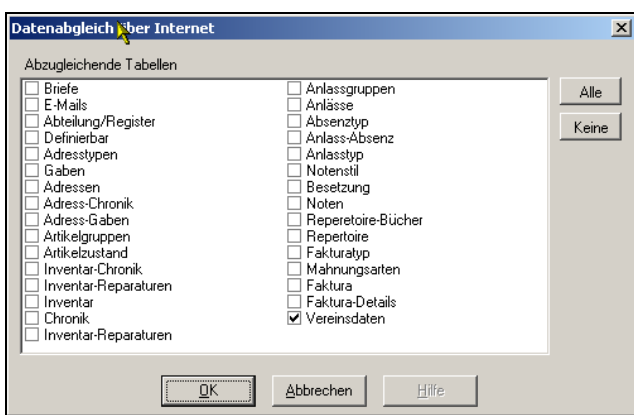 Datenabgleich über Internet
Abzugleichende Tabellen
Briefe
E-Mails
Abteilung/Register
Definierbar
Adresstypen
Gaben
Adressen
Adress-Chronik
Adress-Gaben
Artikelgruppen
Artikelzustand
Inventar-Chronik
Inventar-Reparaturen
Inventar
Chronik
Inventar-Reparaturen
Anlassgruppen
Anlässe
Absenztyp
Anlass-Absenz
Anlasstyp
Notenstil
Besetzung
Noten
Reperetoire-Bücher
Repertoire
Fakturatyp
Mahnungsarten
Faktura
Faktura-Details
Vereinsdaten
Alle
Keine
OK
Abbrechen
Hilfe